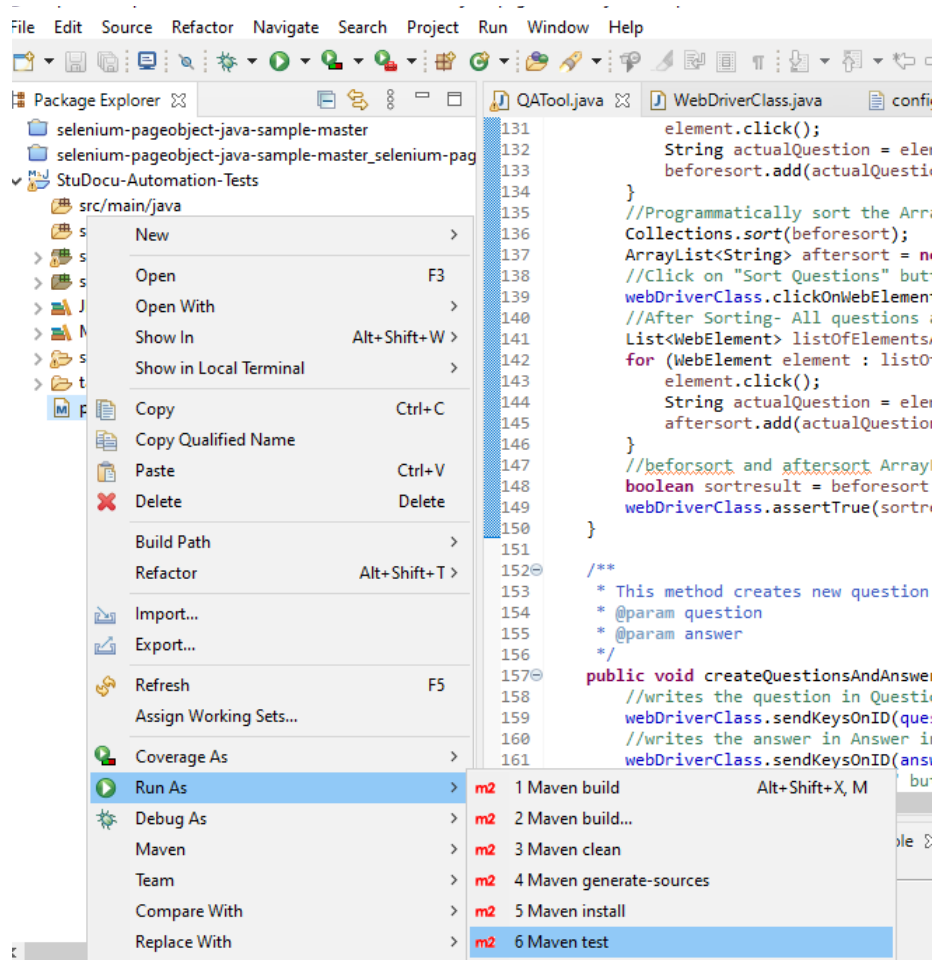 File Edit Source Refactor Navigate Search Project Run Window Help
Package Explorer
QATool.java WebDriverClass.java
selenium-pageobject-java-sample-master
selenium-pageobject-java-sample-master_selenium-pag
StuDocu-Automation-Tests
src/main/java
New
Open F3
Open With
Show In Alt+Shift+W
Show in Local Terminal
Copy Ctrl+C
Copy Qualified Name
Paste Ctrl+V
Delete Delete
Build Path
Refactor Alt+Shift+T
Import...
Export...
Refresh F5
Assign Working Sets...
Coverage As
Run As
Debug As
Maven
Team
Compare With
Replace With
m2 1 Maven build Alt+Shift+X, M
m2 2 Maven build...
m2 3 Maven clean
m2 4 Maven generate-sources
m2 5 Maven install
m2 6 Maven test
131 element.click();
132 String actualQuestion = elem
133 beforesort.add(actualQuestio
134 }
135 //Programmatically sort the Arra
136 Collections.sort(beforesort);
137 ArrayList<String> aftersort = ne
138 //Click on "Sort Questions" butt
139 webDriverClass.clickOnWebElement
140 //After Sorting- All questions a
141 List<WebElement> listOfElementsA
142 for (WebElement element : listOf
143 element.click();
144 String actualQuestion = elem
145 aftersort.add(actualQuestion
146 }
147 //beforsort and aftersort Array
148 boolean sortresult = beforesort
149 webDriverClass.assertTrue(sortre
150 }
151
152 /**
153 * This method creates new question
154 * @param question
155 * @param answer
156 */
157 public void createQuestionsAndAnswer
158 //writes the question in Questio
159 webDriverClass.sendKeysOnID(ques
160 //writes the answer in Answer in
161 webDriverClass.sendKeysOnID(answ